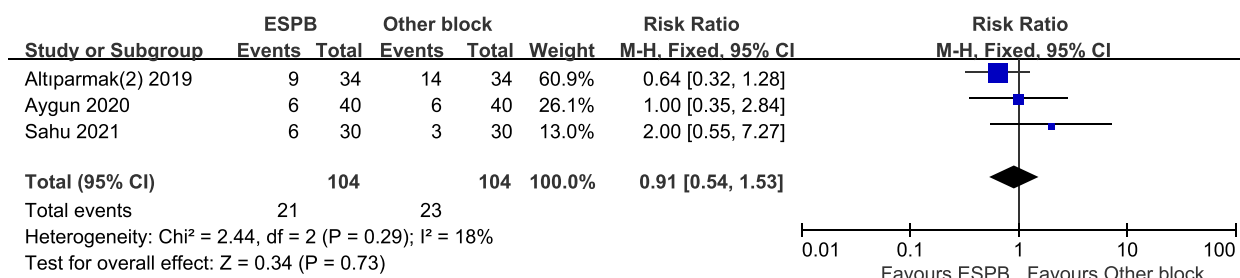 ESPB Other block Risk Ratio Risk Ratio
Study or Subgroup Events Total Events Total Weight M-H, Fixed, 95% CI M-H, Fixed, 95% CI
Altıparmak(2) 2019 9 34 14 34 60.9% 0.64 [0.32, 1.28]
Aygun 2020 6 40 6 40 26.1% 1.00 [0.35, 2.84]
Sahu 2021 6 30 3 30 13.0% 2.00 [0.55, 7.27]
Total (95% CI) 104 104 100.0% 0.91 [0.54, 1.53]
Total events 21 23
Heterogeneity: Chi² = 2.44, df = 2 (P = 0.29); I² = 18%
Test for overall effect: Z = 0.34 (P = 0.73)
0.01 0.1 1 10 100
Favours ESPB Favours Other block